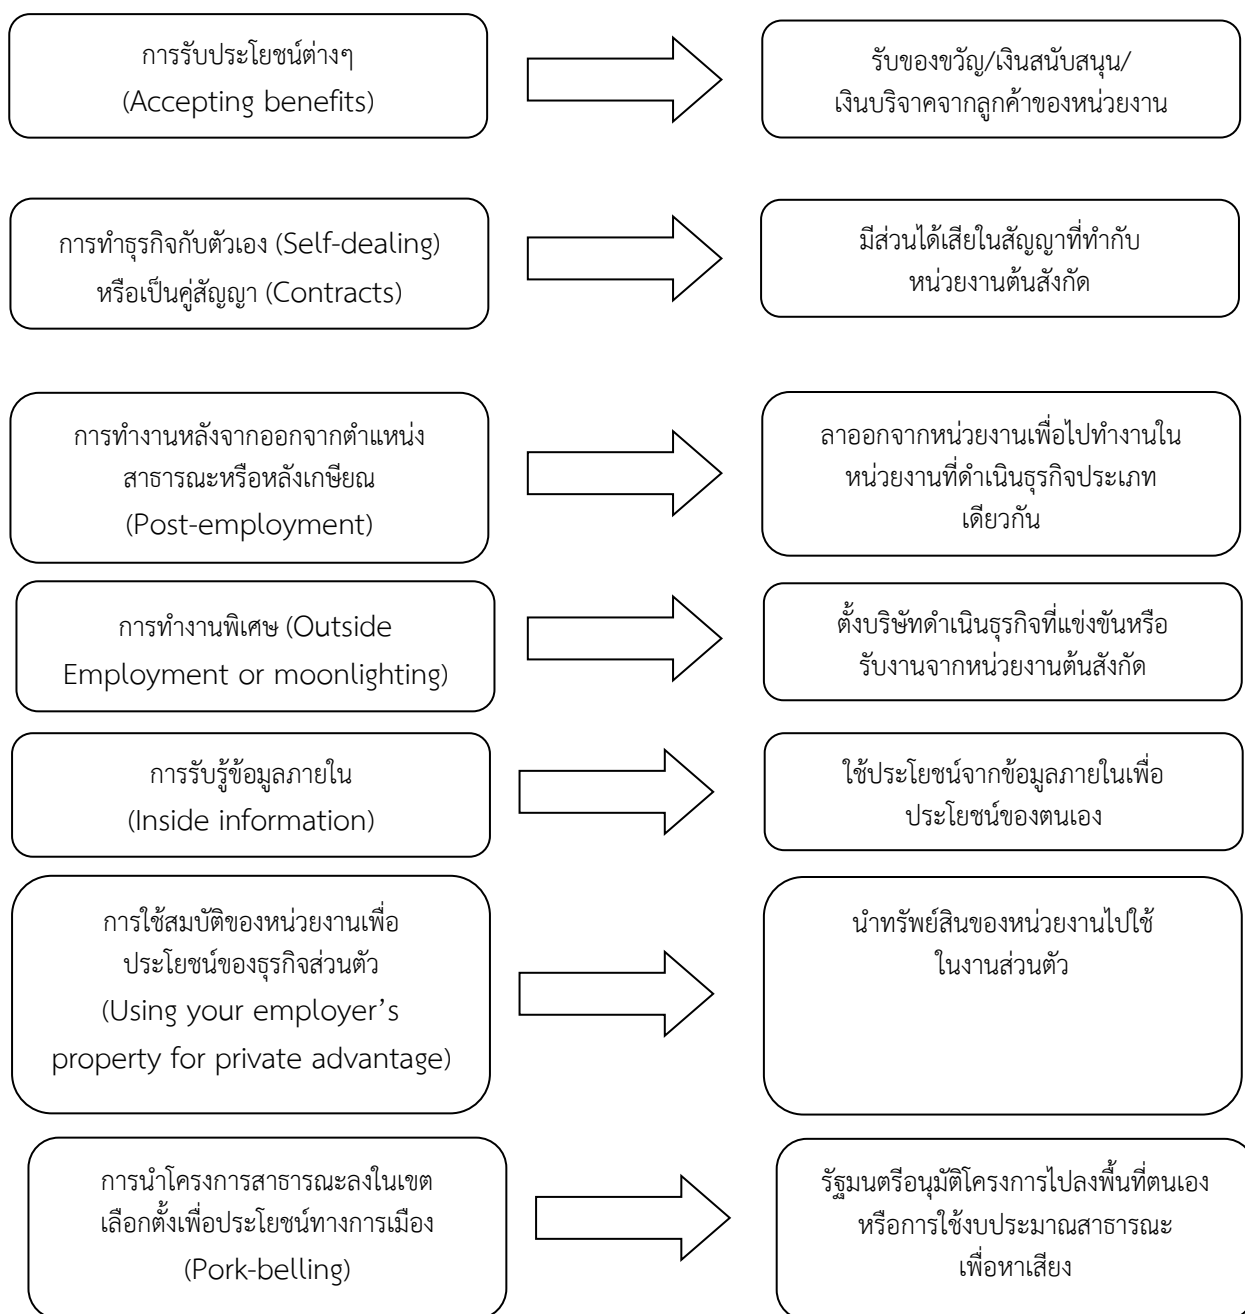 การรับประโยชน์ต่างๆ
(Accepting benefits)
รับของขวัญ/เงินสนับสนุน/
เงินบริจาคจากลูกค้าของหน่วยงาน
การทำธุรกิจกับตัวเอง (Self-dealing)
หรือเป็นคู่สัญญา (Contracts)
มีส่วนได้เสียในสัญญาที่ทำกับ
หน่วยงานต้นสังกัด
การทำงานหลังจากออกจากตำแหน่ง
สาธารณะหรือหลังเกษียณ
(Post-employment)
ลาออกจากหน่วยงานเพื่อไปทำงานใน
หน่วยงานที่ดำเนินธุรกิจประเภท
เดียวกัน
การทำงานพิเศษ (Outside
Employment or moonlighting)
ตั้งบริษัทดำเนินธุรกิจที่แข่งขันหรือ
รับงานจากหน่วยงานต้นสังกัด
การรับรู้ข้อมูลภายใน
(Inside information)
ใช้ประโยชน์จากข้อมูลภายในเพื่อ
ประโยชน์ของตนเอง
การใช้สมบัติของหน่วยงานเพื่อ
ประโยชน์ของธุรกิจส่วนตัว
(Using your employer’s
property for private advantage)
นำทรัพย์สินของหน่วยงานไปใช้
ในงานส่วนตัว
การนำโครงการสาธารณะลงในเขต
เลือกตั้งเพื่อประโยชน์ทางการเมือง
(Pork-belling)
รัฐมนตรีอนุมัติโครงการไปลงพื้นที่ตนเอง
หรือการใช้งบประมาณสาธารณะ
เพื่อหาเสียง